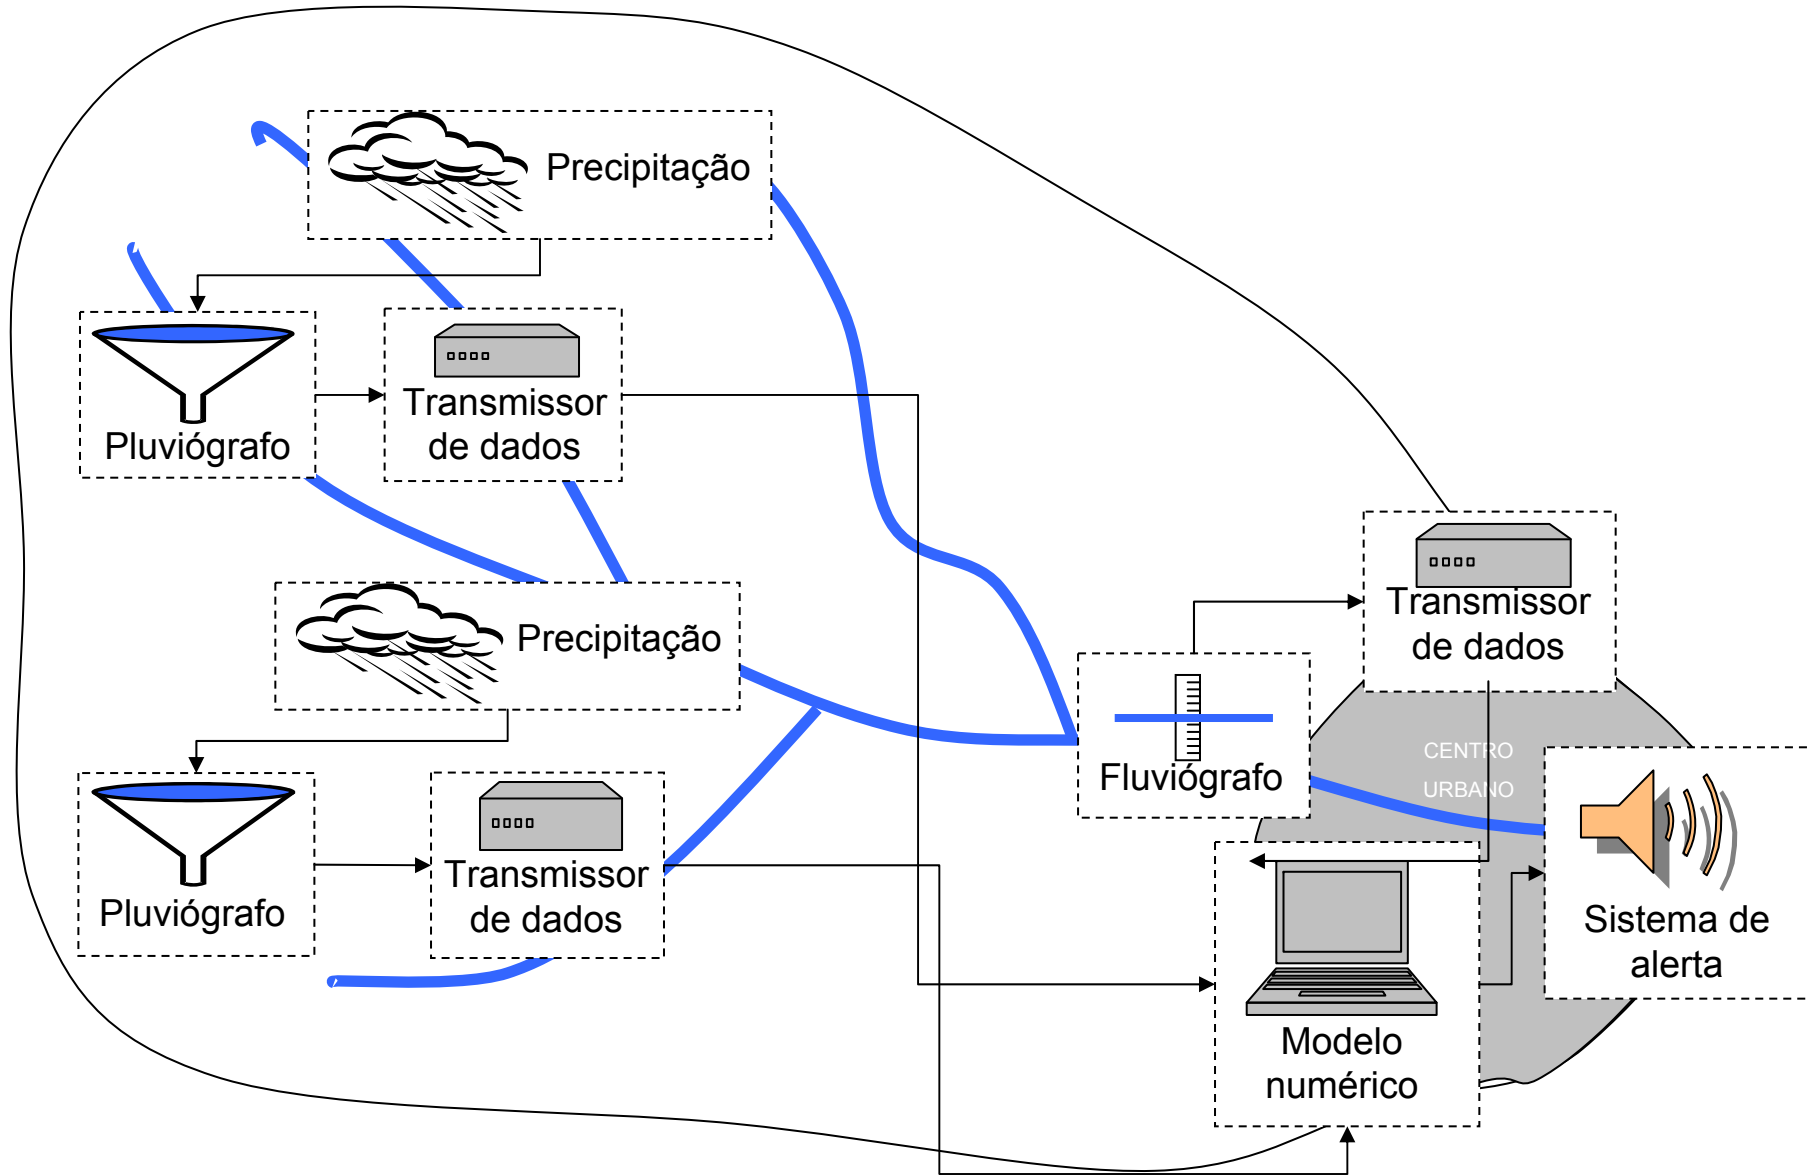 Precipitação
Pluviógrafo
Transmissor
de dados
Precipitação
Pluviógrafo
Transmissor
de dados
Fluviógrafo
Transmissor
de dados
CENTRO
URBANO
Modelo
numérico
Sistema de
alerta